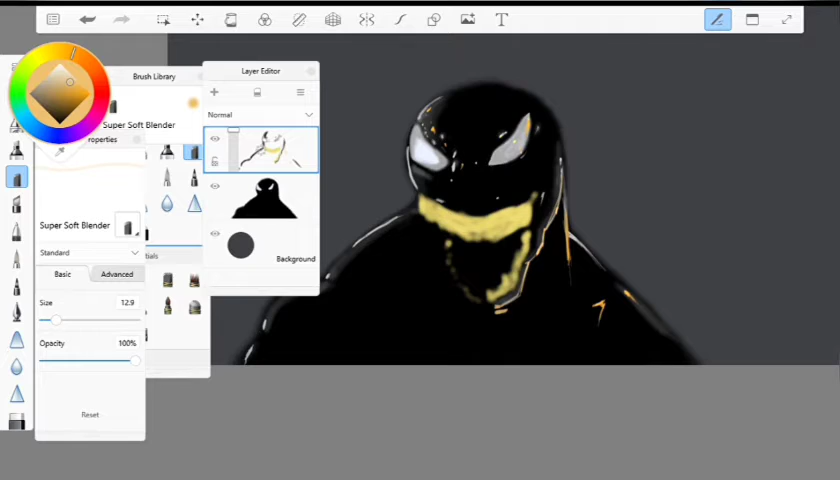 T
Brush Library
Layer Editor
Super Soft Blender
Normal
roperties
Super Soft Blender
Standard
tials
Background
Basic
Advanced
Size
12.9
Opacity
100%
Reset